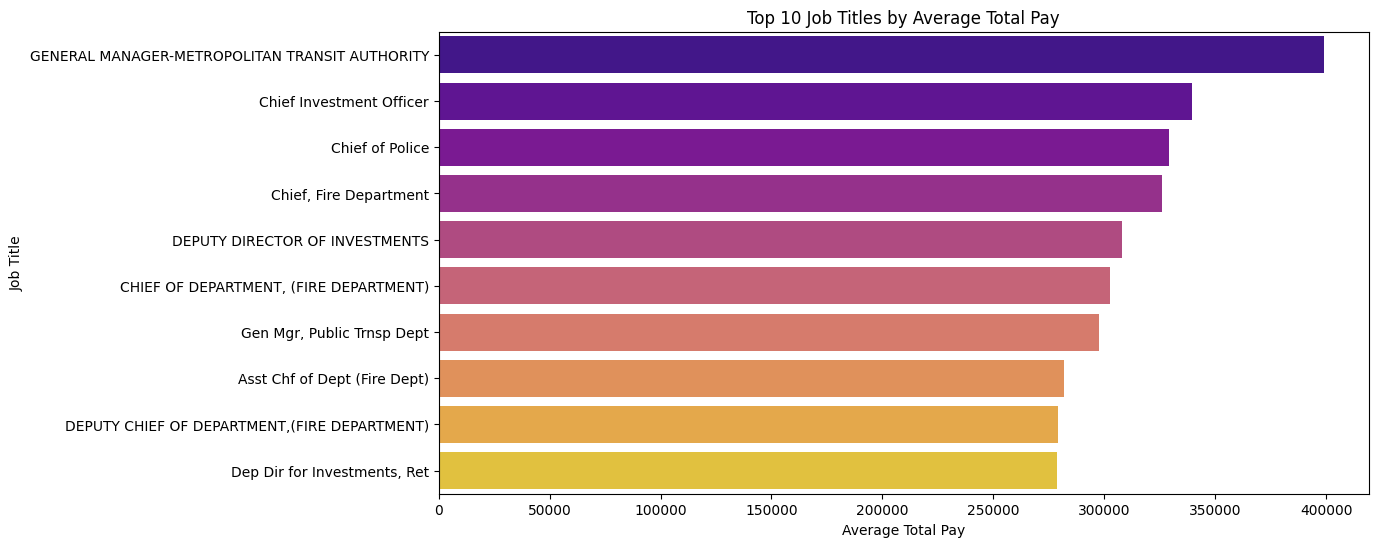 Top 10 Job Titles by Average Total Pay
GENERAL MANAGER-METROPOLITAN TRANSIT AUTHORITY
Chief Investment Officer
Chief of Police
Chief, Fire Department
DEPUTY DIRECTOR OF INVESTMENTS
CHIEF OF DEPARTMENT, (FIRE DEPARTMENT)
Gen Mgr, Public Trnsp Dept
Asst Chf of Dept (Fire Dept)
DEPUTY CHIEF OF DEPARTMENT,(FIRE DEPARTMENT)
Dep Dir for Investments, Ret
Job Title
0 50000 100000 150000 200000 250000 300000 350000 400000
Average Total Pay